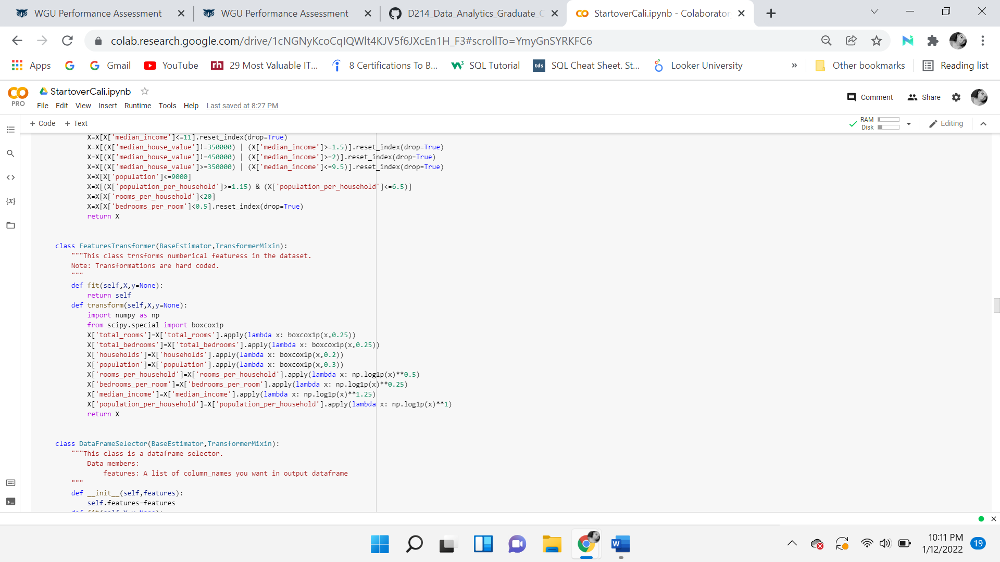 WGU Performance Assessment
WGU Performance Assessment
D214_Data_Analytics_Graduate_C
StartoverCali.ipynb - Colaborator
colab.research.google.com/drive/1cNGNyKcoCqIQWlt4KJV5f6JXcEn1H_F3#scrollTo=YmyGnSYRKFC6
Apps
Gmail
YouTube
29 Most Valuable IT...
8 Certifications To B...
SQL Tutorial
tds
SQL Cheat Sheet. St...
Looker University
»
Other bookmarks
Reading list
PRO
StartoverCali.ipynb
File Edit View Insert Runtime Tools Help Last saved at 8:27 PM
Comment
Share
+ Code + Text
RAM
Disk
Editing
X=X[X['median_income']<=11].reset_index(drop=True)
X=X[(X['median_house_value']!=350000) | (X['median_income']>=1.5)].reset_index(drop=True)
X=X[(X['median_house_value']!=450000) | (X['median_income']>=2)].reset_index(drop=True)
X=X[(X['median_house_value']>=350000) | (X['median_income']<=9.5)].reset_index(drop=True)
X=X[X['population']<=9000]
X=X[(X['population_per_household']>=1.15) & (X['population_per_household']<=6.5)]
X=X[X['rooms_per_household']<20]
X=X[X['bedrooms_per_room']<0.5].reset_index(drop=True)
return X
class FeaturesTransformer(BaseEstimator,TransformerMixin):
"""This class trnsforms numberical featuress in the dataset.
Note: Transformations are hard coded.
"""
def fit(self,X,y=None):
return self
def transform(self,X,y=None):
import numpy as np
from scipy.special import boxcox1p
X['total_rooms']=X['total_rooms'].apply(lambda x: boxcox1p(x,0.25))
X['total_bedrooms']=X['total_bedrooms'].apply(lambda x: boxcox1p(x,0.25))
X['households']=X['households'].apply(lambda x: boxcox1p(x,0.2))
X['population']=X['population'].apply(lambda x: boxcox1p(x,0.3))
X['rooms_per_household']=X['rooms_per_household'].apply(lambda x: np.log1p(x)**0.5)
X['bedrooms_per_room']=X['bedrooms_per_room'].apply(lambda x: np.log1p(x)**0.25)
X['median_income']=X['median_income'].apply(lambda x: np.log1p(x)**1.25)
X['population_per_household']=X['population_per_household'].apply(lambda x: np.log1p(x)**1)
return X
class DataFrameSelector(BaseEstimator,TransformerMixin):
"""This class is a dataframe selector.
Data members:
features: A list of column_names you want in output dataframe
"""
def __init__(self,features):
self.features=features
def fit(self,X,y=None):
10:11 PM
1/12/2022
19